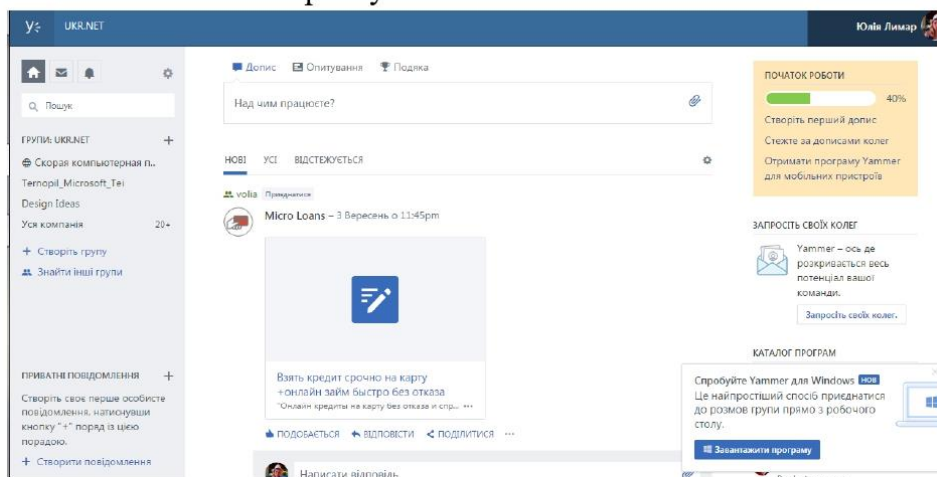 UKR.NET
Юлія Лимар
Допис Опитування Подяка
Над чим працюєте?
Пошук
ГРУПИ: UKR.NET
Скорая компьютерная п..
Ternopil_Microsoft_Tei
Design Ideas
Уся компанія 20+
+ Створіть групу
Знайти інші групи
ПРИВАТНІ ПОВІДОМЛЕННЯ +
Створіть своє перше особисте
повідомлення, натиснувши
кнопку "+" поряд із цією
порадою.
+ Створити повідомлення
НОВІ УСІ ВІДСТЕЖУЄТЬСЯ
volia Приєднатися
Micro Loans – 3 Вересень о 11:45pm
Взять кредит срочно на карту
+онлайн займ быстро без отказа
"Онлайн кредиты на карту без отказа и спр... •••
ПОДОБАЄТЬСЯ ВІДПОВІСТИ ПОДІЛИТИСЯ •••
Написати відповідь
ПОЧАТОК РОБОТИ
40%
Створіть перший допис
Стежте за дописами колег
Отримати програму Yammer
для мобільних пристроїв
ЗАПРОСІТЬ СВОЇХ КОЛЕГ
Yammer – ось де
розкривається весь
потенціал вашої
команди.
Запросіть своїх колег.
КАТАЛОГ ПРОГРАМ
Спробуйте Yammer для Windows НОВ
Це найпростіший спосіб приєднатися
до розмов групи прямо з робочого
столу.
Завантажити програму